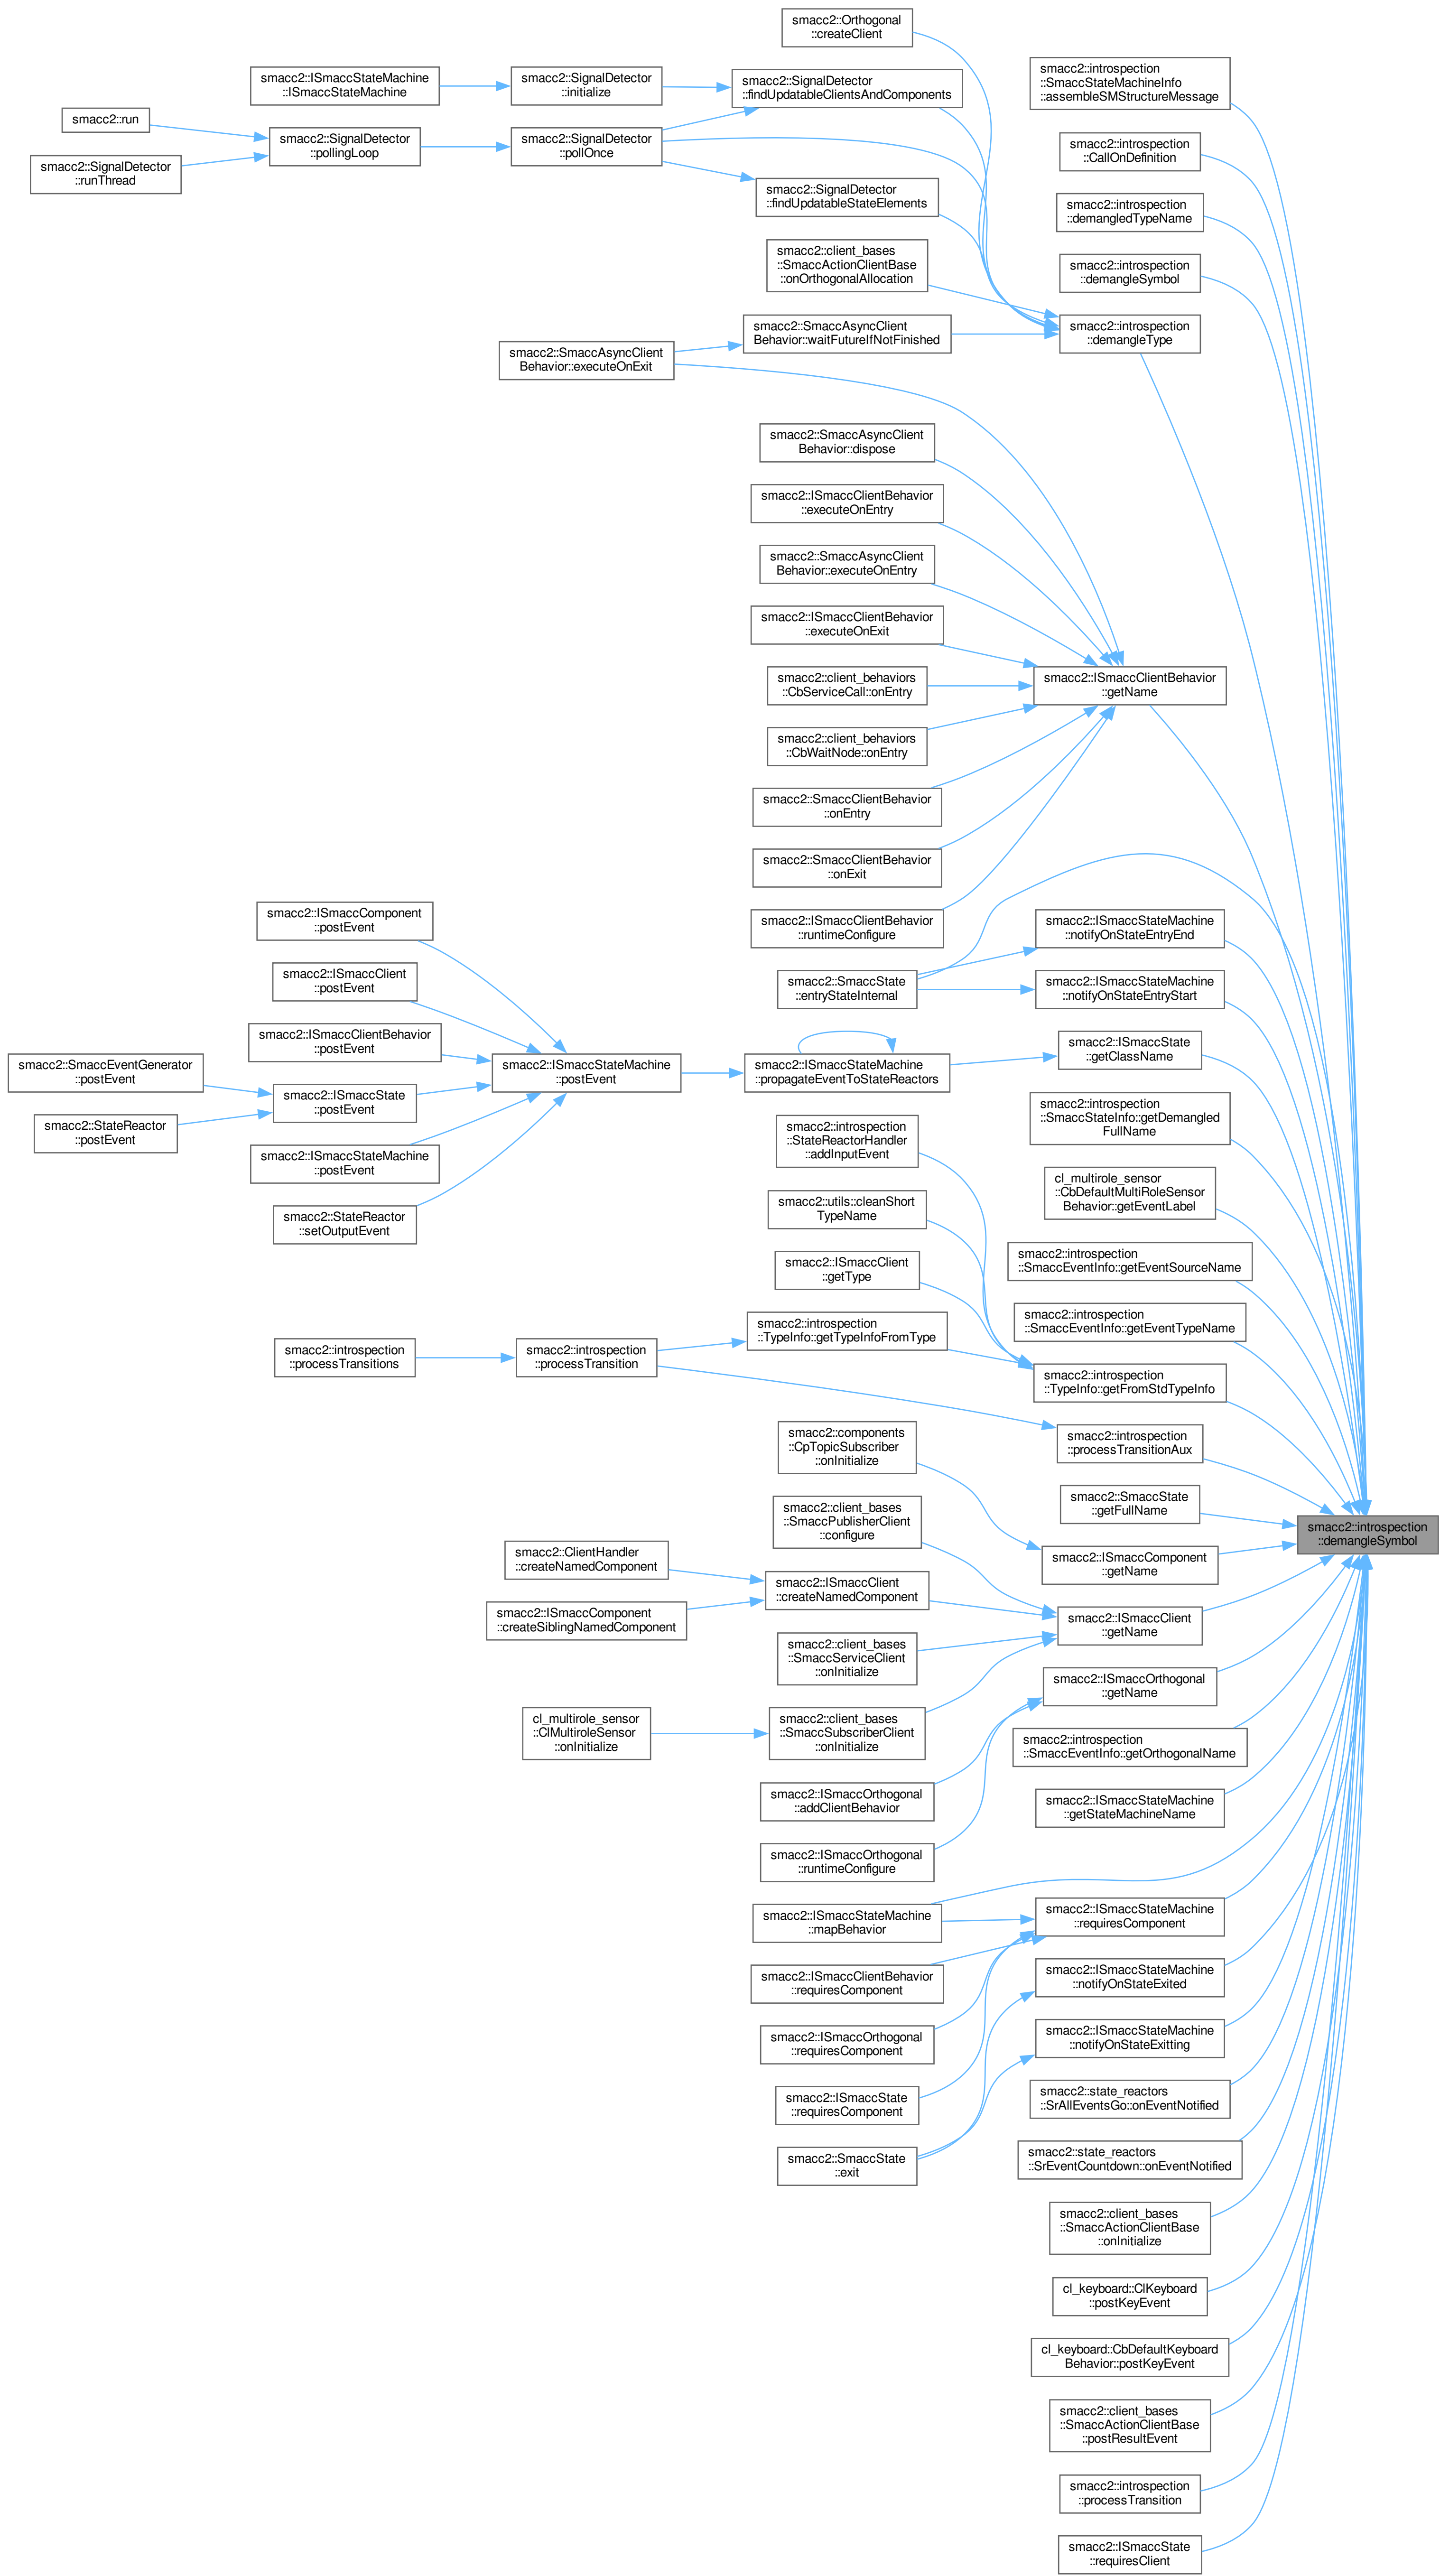 smacc2::Orthogonal
::createClient
smacc2::introspection
::SmaccStateMachineInfo
::assembleSMStructureMessage
smacc2::ISmaccStateMachine
::ISmaccStateMachine
smacc2::SignalDetector
::initialize
smacc2::SignalDetector
::findUpdatableClientsAndComponents
smacc2::run
smacc2::SignalDetector
::pollingLoop
smacc2::SignalDetector
::pollOnce
smacc2::introspection
::CallOnDefinition
smacc2::SignalDetector
::runThread
smacc2::SignalDetector
::findUpdatableStateElements
smacc2::introspection
::demangledTypeName
smacc2::client_bases
::SmaccActionClientBase
::onOrthogonalAllocation
smacc2::introspection
::demangleSymbol
smacc2::SmaccAsyncClient
Behavior::waitFutureIfNotFinished
smacc2::introspection
::demangleType
smacc2::SmaccAsyncClient
Behavior::executeOnExit
smacc2::SmaccAsyncClient
Behavior::dispose
smacc2::ISmaccClientBehavior
::executeOnEntry
smacc2::SmaccAsyncClient
Behavior::executeOnEntry
smacc2::ISmaccClientBehavior
::executeOnExit
smacc2::client_behaviors
::CbServiceCall::onEntry
smacc2::ISmaccClientBehavior
::getName
smacc2::client_behaviors
::CbWaitNode::onEntry
smacc2::SmaccClientBehavior
::onEntry
smacc2::SmaccClientBehavior
::onExit
smacc2::ISmaccClientBehavior
::runtimeConfigure
smacc2::ISmaccStateMachine
::notifyOnStateEntryEnd
smacc2::ISmaccComponent
::postEvent
smacc2::ISmaccClient
::postEvent
smacc2::SmaccState
::entryStateInternal
smacc2::ISmaccStateMachine
::notifyOnStateEntryStart
smacc2::ISmaccClientBehavior
::postEvent
smacc2::ISmaccState
::getClassName
smacc2::SmaccEventGenerator
::postEvent
smacc2::ISmaccStateMachine
::postEvent
smacc2::ISmaccStateMachine
::propagateEventToStateReactors
smacc2::ISmaccState
::postEvent
smacc2::StateReactor
::postEvent
smacc2::introspection
::SmaccStateInfo::getDemangled
FullName
smacc2::ISmaccStateMachine
::postEvent
smacc2::introspection
::StateReactorHandler
::addInputEvent
smacc2::StateReactor
::setOutputEvent
smacc2::utils::cleanShort
TypeName
cl_multirole_sensor
::CbDefaultMultiRoleSensor
Behavior::getEventLabel
smacc2::ISmaccClient
::getType
smacc2::introspection
::SmaccEventInfo::getEventSourceName
smacc2::introspection
::TypeInfo::getTypeInfoFromType
smacc2::introspection
::SmaccEventInfo::getEventTypeName
smacc2::introspection
::processTransitions
smacc2::introspection
::processTransition
smacc2::introspection
::TypeInfo::getFromStdTypeInfo
smacc2::components
::CpTopicSubscriber
::onInitialize
smacc2::introspection
::processTransitionAux
smacc2::SmaccState
::getFullName
smacc2::introspection
::demangleSymbol
smacc2::client_bases
::SmaccPublisherClient
::configure
smacc2::ISmaccComponent
::getName
smacc2::ClientHandler
::createNamedComponent
smacc2::ISmaccClient
::createNamedComponent
smacc2::ISmaccComponent
::createSiblingNamedComponent
smacc2::ISmaccClient
::getName
smacc2::client_bases
::SmaccServiceClient
::onInitialize
smacc2::ISmaccOrthogonal
::getName
cl_multirole_sensor
::ClMultiroleSensor
::onInitialize
smacc2::client_bases
::SmaccSubscriberClient
::onInitialize
smacc2::introspection
::SmaccEventInfo::getOrthogonalName
smacc2::ISmaccOrthogonal
::addClientBehavior
smacc2::ISmaccStateMachine
::getStateMachineName
smacc2::ISmaccOrthogonal
::runtimeConfigure
smacc2::ISmaccStateMachine
::mapBehavior
smacc2::ISmaccStateMachine
::requiresComponent
smacc2::ISmaccClientBehavior
::requiresComponent
smacc2::ISmaccStateMachine
::notifyOnStateExited
smacc2::ISmaccOrthogonal
::requiresComponent
smacc2::ISmaccStateMachine
::notifyOnStateExitting
smacc2::ISmaccState
::requiresComponent
smacc2::state_reactors
::SrAllEventsGo::onEventNotified
smacc2::SmaccState
::exit
smacc2::state_reactors
::SrEventCountdown::onEventNotified
smacc2::client_bases
::SmaccActionClientBase
::onInitialize
cl_keyboard::ClKeyboard
::postKeyEvent
cl_keyboard::CbDefaultKeyboard
Behavior::postKeyEvent
smacc2::client_bases
::SmaccActionClientBase
::postResultEvent
smacc2::introspection
::processTransition
smacc2::ISmaccState
::requiresClient